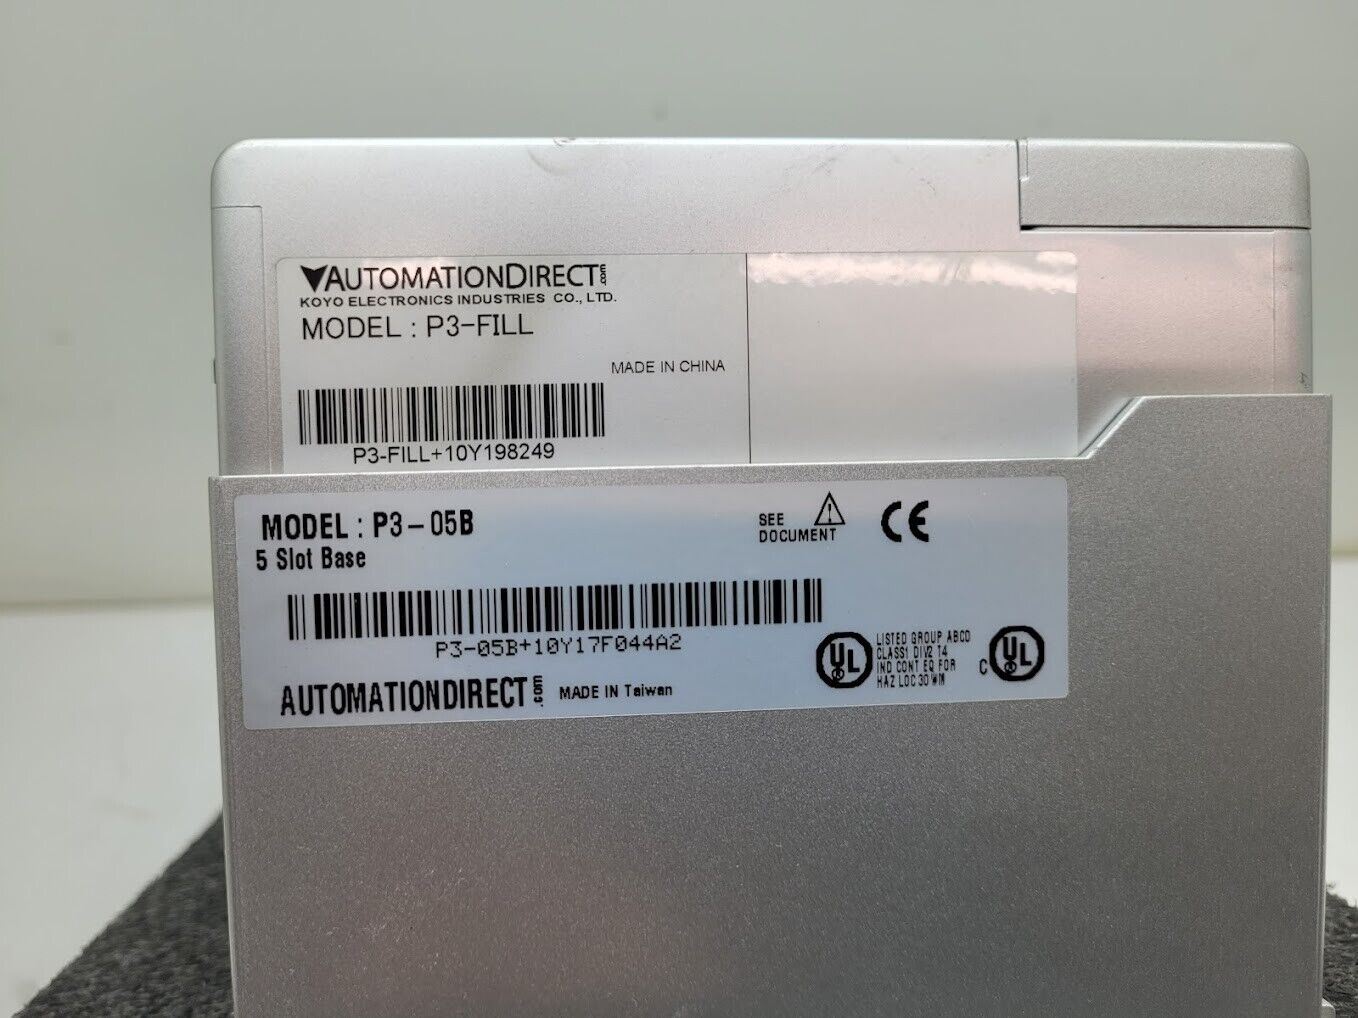 AUTOMATIONDIRECT.com
KOYO ELECTRONICS INDUSTRIES CO., LTD.
MODEL : P3-FILL
MADE IN CHINA
P3-FILL+10Y198249
MODEL : P3-05B
5 Slot Base
SEE
DOCUMENT
CE
P3-05B+10Y17F044A2
AUTOMATIONDIRECT.com
MADE IN Taiwan
UL
LISTED GROUP ABCD
CLASS1 DIV2 T4
IND CONT EQ FOR
HAZ LOC 30WM
C UL